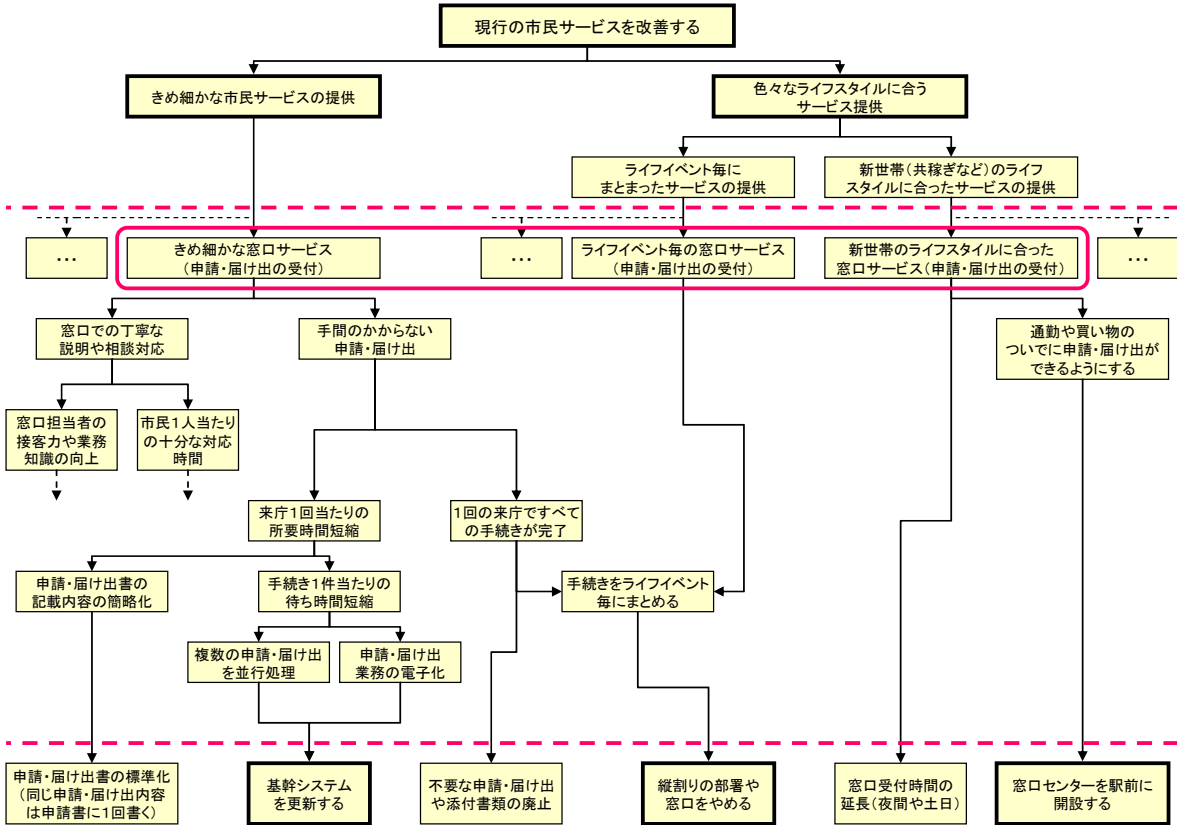 現行の市民サービスを改善する
きめ細かな市民サービスの提供
色々なライフスタイルに合う
サービス提供
ライフイベント毎に
まとまったサービスの提供
新世帯(共稼ぎなど)のライフ
スタイルに合ったサービスの提供
…
きめ細かな窓口サービス
(申請・届け出の受付)
…
ライフイベント毎の窓口サービス
(申請・届け出の受付)
新世帯のライフスタイルに合った
窓口サービス(申請・届け出の受付)
…
窓口での丁寧な
説明や相談対応
手間のかからない
申請・届け出
通勤や買い物の
ついでに申請・届け出が
できるようにする
窓口担当者の
接客力や業務
知識の向上
市民1人当たり
の十分な対応
時間
来庁1回当たりの
所要時間短縮
1回の来庁ですべて
の手続きが完了
申請・届け出書の
記載内容の簡略化
手続き1件当たりの
待ち時間短縮
手続きをライフイベント
毎にまとめる
複数の申請・届け出
を並行処理
申請・届け出
業務の電子化
申請・届け出書の標準化
(同じ申請・届け出内容
は申請書に1回書く)
基幹システム
を更新する
不要な申請・届け出
や添付書類の廃止
縦割りの部署や
窓口をやめる
窓口受付時間の
延長(夜間や土日)
窓口センターを駅前に
開設する